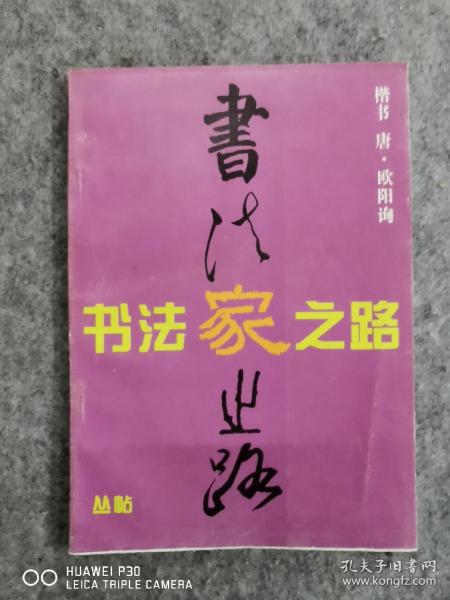 楷书 唐·欧阳询
書法家之路
书法家之路
丛帖
HUAWEI P30
LEICA TRIPLE CAMERA
孔夫子旧书网
www.kongfz.com